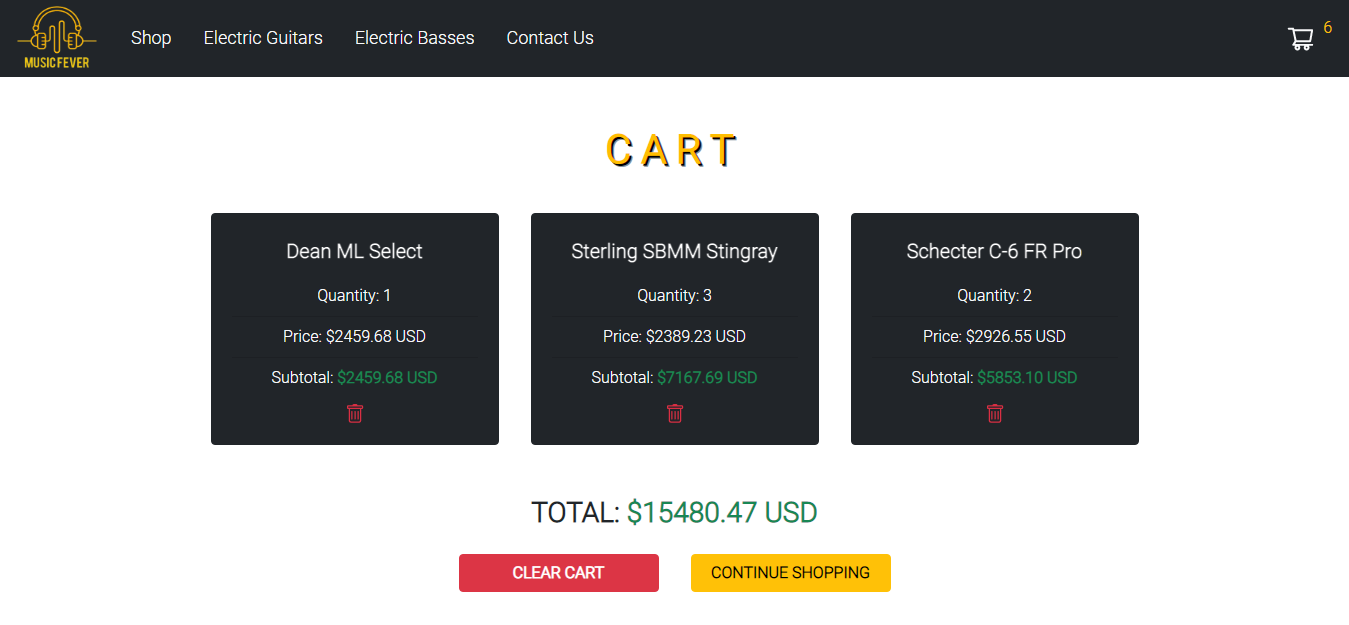 MUSICFEVER
Shop Electric Guitars Electric Basses Contact Us 6
CART
Dean ML Select
Quantity: 1
Price: $2459.68 USD
Subtotal: $2459.68 USD
Sterling SBMM Stingray
Quantity: 3
Price: $2389.23 USD
Subtotal: $7167.69 USD
Schecter C-6 FR Pro
Quantity: 2
Price: $2926.55 USD
Subtotal: $5853.10 USD
TOTAL: $15480.47 USD
CLEAR CART
CONTINUE SHOPPING